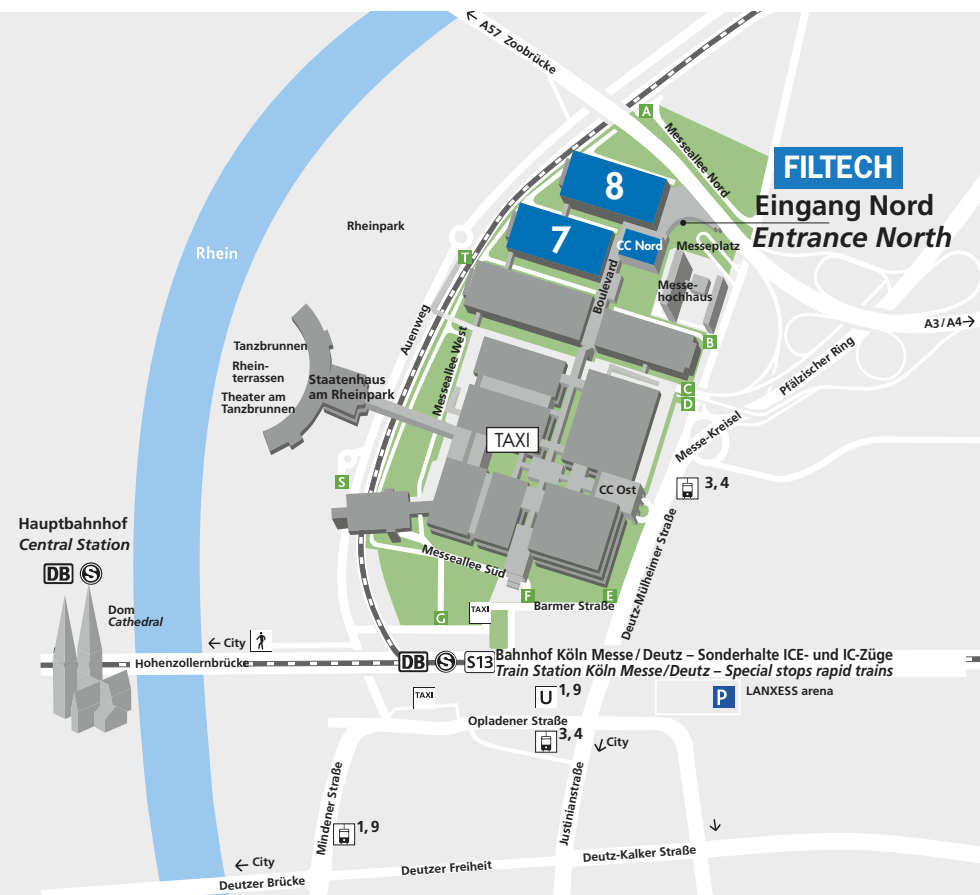 A57 Zoobrücke
A
Messeallee Nord
FILTECH
Eingang Nord
Entrance North
8
7
CC Nord
Messeplatz
Messe-
hochhaus
Boulevard
Rheinpark
Rhein
T
Auenweg
Messeallee West
A3/A4
B
Pfälzischer Ring
C
D
Messe-Kreisel
Tanzbrunnen
Rhein-
terrassen
Theater am
Tanzbrunnen
Staatenhaus
am Rheinpark
TAXI
CC Ost
3, 4
S
Deutz-Mülheimer Straße
Hauptbahnhof
Central Station
DB S
Dom
Cathedral
Messeallee Süd
F
E
G
TAXI
Barmer Straße
City
Hohenzollernbrücke
DB S S13
Bahnhof Köln Messe/Deutz – Sonderhalte ICE- und IC-Züge
Train Station Köln Messe/Deutz – Special stops rapid trains
TAXI
U 1, 9
P
LANXESS arena
Opladener Straße
3, 4
City
Mindener Straße
1, 9
Justinianstraße
City
Deutzer Brücke
Deutzer Freiheit
Deutz-Kalker Straße